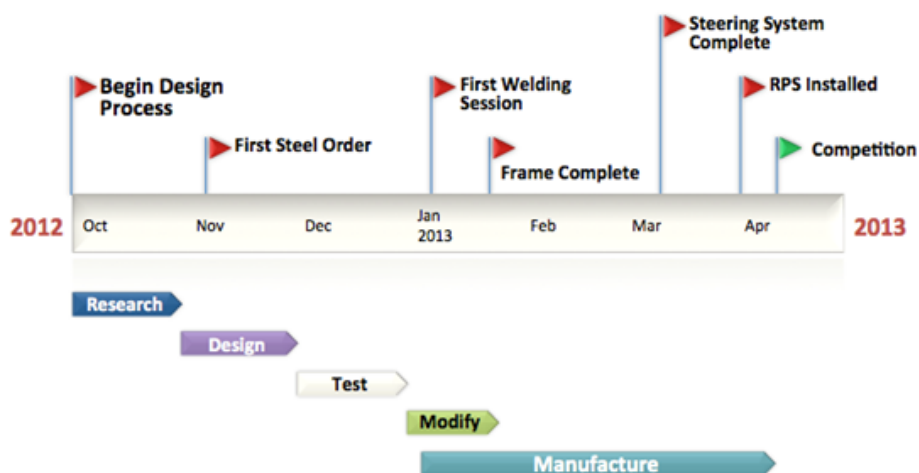 Steering System
Complete
Begin Design
Process
First Welding
Session
RPS Installed
First Steel Order
Frame Complete
Competition
2012
Oct
Nov
Dec
Jan
2013
Feb
Mar
Apr
2013
Research
Design
Test
Modify
Manufacture